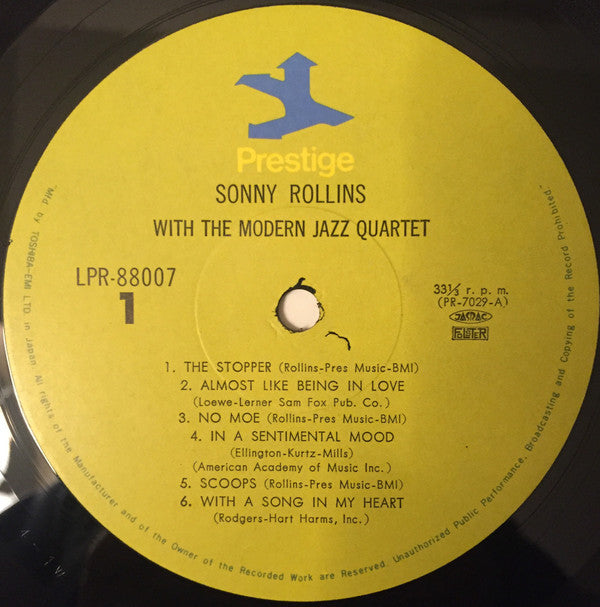 Prestige
SONNY ROLLINS
WITH THE MODERN JAZZ QUARTET
LPR-88007
1
33⅓ r. p. m.
(PR-7029-A)
JASRAC
1. THE STOPPER (Rollins-Pres Music-BMI)
2. ALMOST LIKE BEING IN LOVE
(Loewe-Lerner Sam Fox Pub. Co.)
3. NO MOE (Rollins-Pres Music-BMI)
4. IN A SENTIMENTAL MOOD
(Ellington-Kurtz-Mills)
(American Academy of Music Inc.)
5. SCOOPS (Rollins-Pres Music-BMI)
6. WITH A SONG IN MY HEART
(Rodgers-Hart Harms, Inc.)
"Mfd by TOSHIBA-EMI LTD. in Japan. All rights of the Manufacturer and of the Owner of the Recorded Work are Reserved. Unauthorized Public Performance, Broadcasting and Copying of the Record Prohibited."